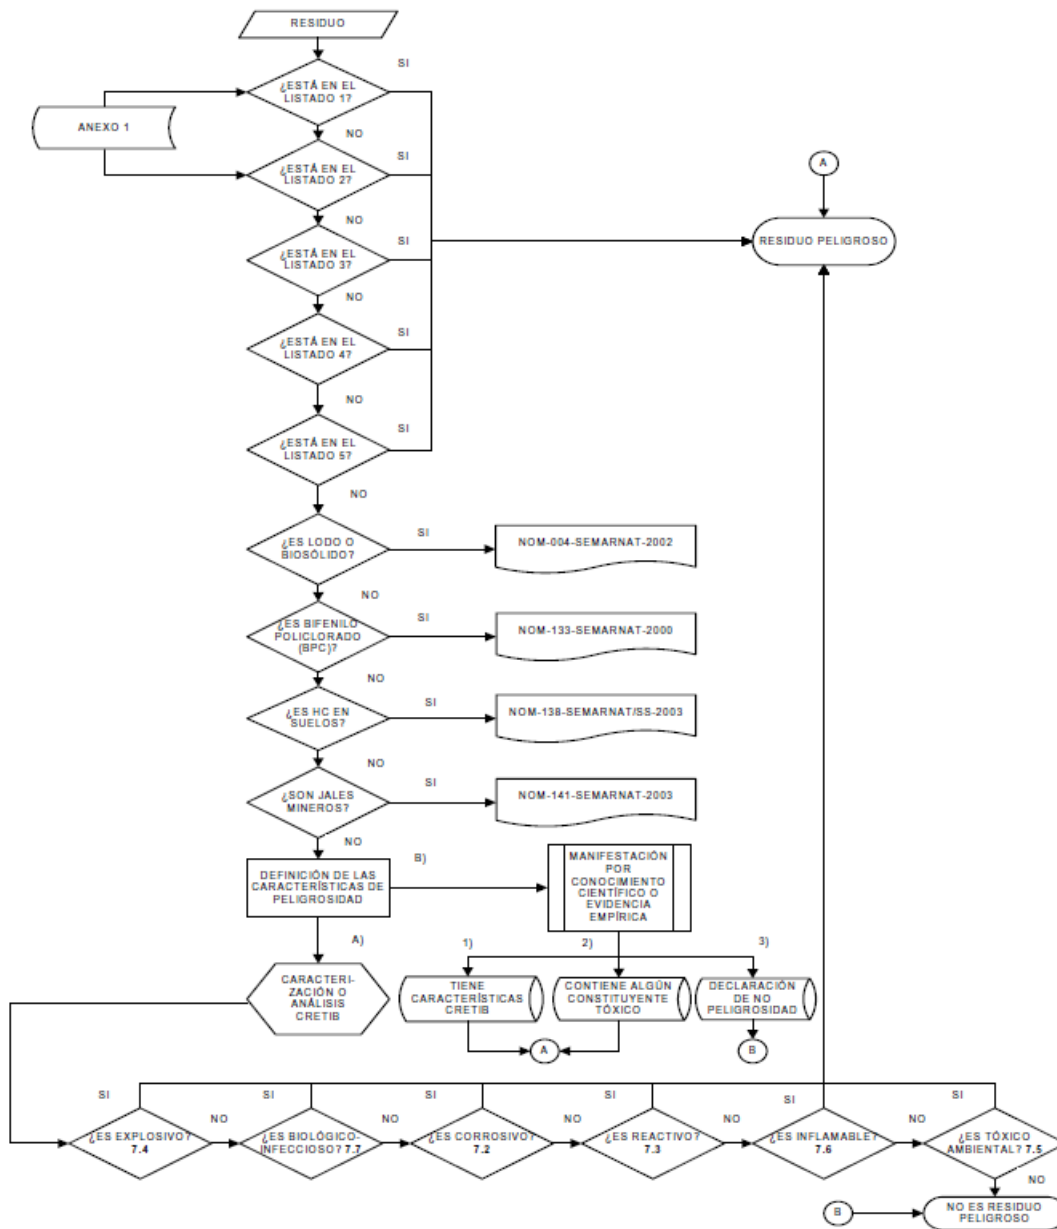 RESIDUO
SI
¿ESTÁ EN EL
LISTADO 1?
ANEXO 1
NO
SI
¿ESTÁ EN EL
LISTADO 2?
A
NO
SI
RESIDUO PELIGROSO
¿ESTÁ EN EL
LISTADO 3?
NO
SI
¿ESTÁ EN EL
LISTADO 4?
NO
SI
¿ESTÁ EN EL
LISTADO 5?
NO
SI
¿ES LODO O
BIOSÓLIDO?
NOM-004-SEMARNAT-2002
NO
SI
¿ES BIFENILO
POLICLORADO
(BPC)?
NOM-133-SEMARNAT-2000
NO
SI
¿ES HC EN
SUELOS?
NOM-138-SEMARNAT/SS-2003
NO
SI
¿SON JALES
MINEROS?
NOM-141-SEMARNAT-2003
NO
B)
DEFINICIÓN DE LAS
CARACTERÍSTICAS DE
PELIGROSIDAD
MANIFESTACIÓN
POR
CONOCIMIENTO
CIENTÍFICO O
EVIDENCIA
EMPÍRICA
A)
1)
2)
3)
CARACTERI-
ZACIÓN O
ANÁLISIS
CRETIB
TIENE
CARACTERÍSTICAS
CRETIB
CONTIENE ALGÚN
CONSTITUYENTE
TÓXICO
DECLARACIÓN
DE NO
PELIGROSIDAD
A
B
SI
SI
SI
SI
SI
SI
¿ES EXPLOSIVO?
7.4
NO
¿ES BIOLÓGICO-
INFECCIOSO? 7.7
NO
¿ES CORROSIVO?
7.2
NO
¿ES REACTIVO?
7.3
NO
¿ES INFLAMABLE?
7.6
NO
¿ES TÓXICO
AMBIENTAL? 7.5
NO
B
NO ES RESIDUO
PELIGROSO